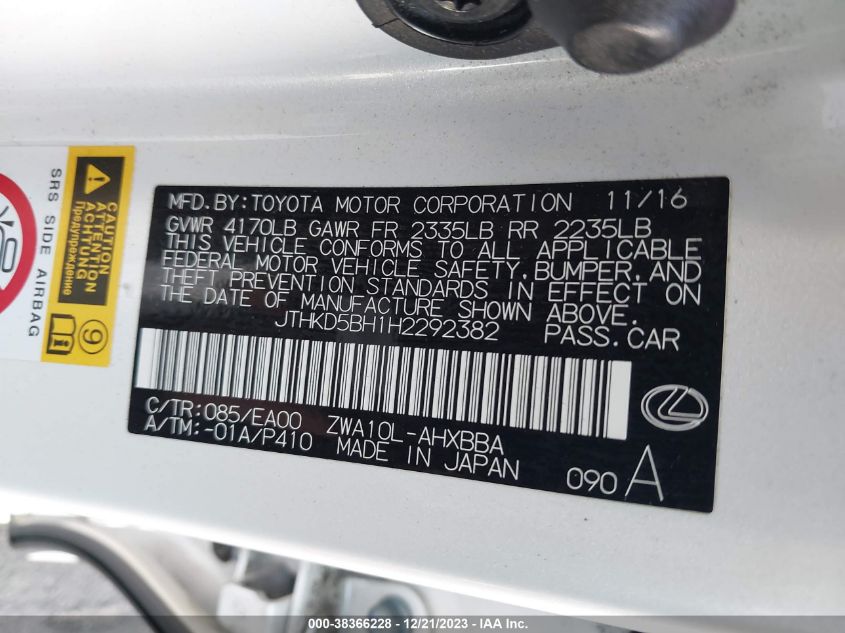 SRS SIDE AIRBAG
CAUTION
ATTENTION
ACHTUNG
Предупреждение
9
MFD.BY:TOYOTA MOTOR CORPORATION 11/16
GVWR 4170LB GAWR FR 2335LB RR 2235LB
THIS VEHICLE CONFORMS TO ALL APPLICABLE
FEDERAL MOTOR VEHICLE SAFETY,BUMPER,AND
THEFT PREVENTION STANDARDS IN EFFECT ON
THE DATE OF MANUFACTURE SHOWN ABOVE.
JTHKD5BH1H2292382 PASS.CAR
C/TR:085/EA00 ZWA10L-AHXBBA
A/TM:-01A/P410 MADE IN JAPAN
090 A
000-38366228 - 12/21/2023 - IAA Inc.